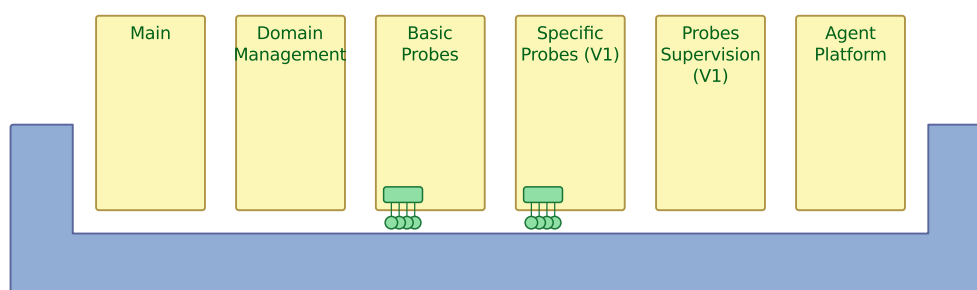 Main
Domain
Management
Basic
Probes
Specific
Probes (V1)
Probes
Supervision
(V1)
Agent
Platform